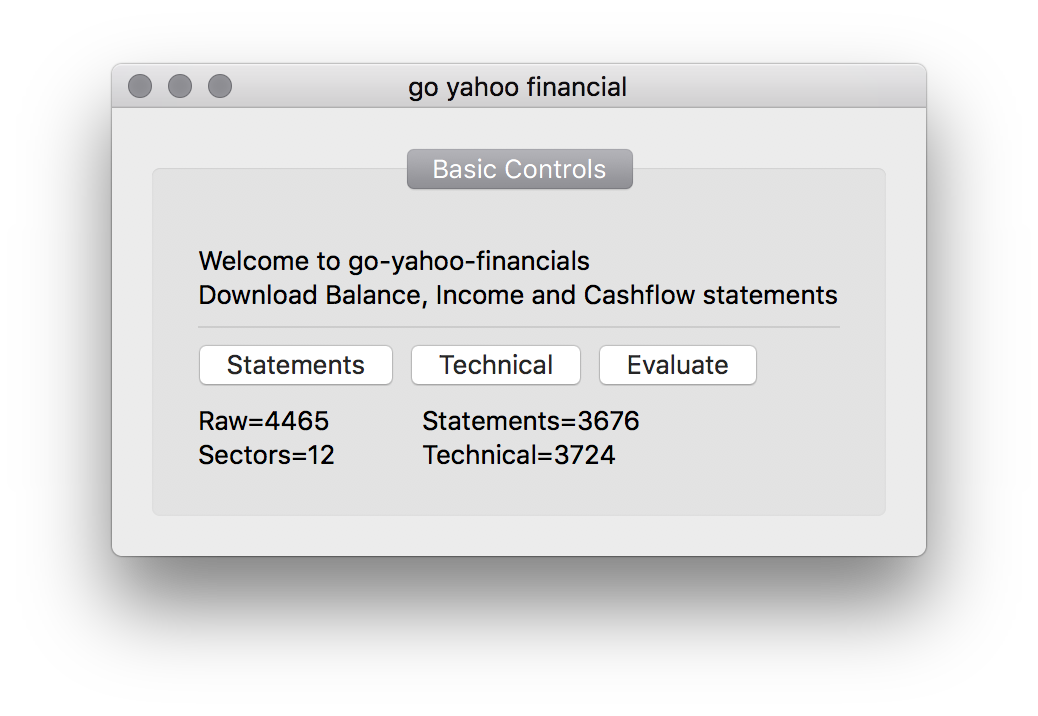 go yahoo financial
Basic Controls
Welcome to go-yahoo-financials
Download Balance, Income and Cashflow statements
Statements Technical Evaluate
Raw=4465 Statements=3676
Sectors=12 Technical=3724